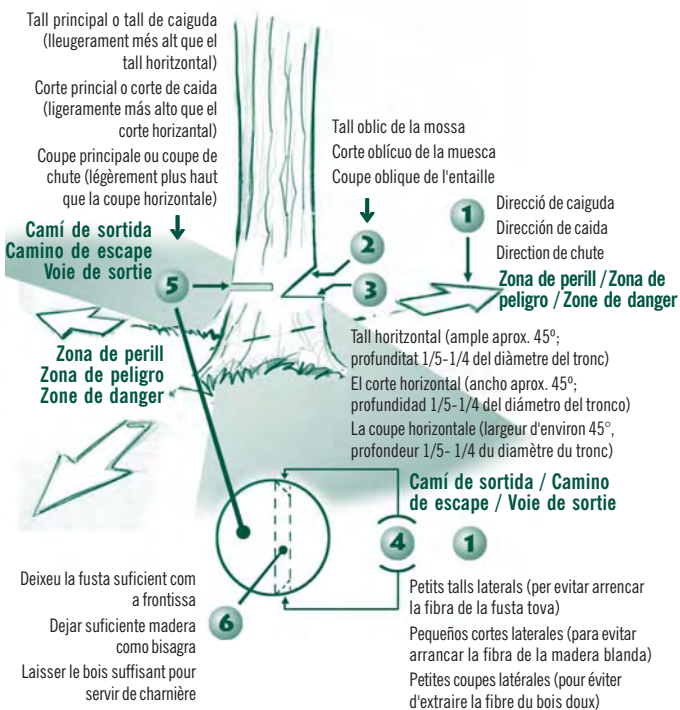 Tall principal o tall de caiguda
(lleugerament més alt que el
tall horitzontal)
Corte princial o corte de caida
(ligeramente más alto que el
corte horizantal)
Coupe principale ou coupe de
chute (légèrement plus haut
que la coupe horizontale)
Tall oblic de la mossa
Corte oblícuo de la muesca
Coupe oblique de l'entaille
1
Direcció de caiguda
Dirección de caida
Direction de chute
Zona de perill / Zona de
peligro / Zone de danger
Camí de sortida
Camino de escape
Voie de sortie
5
2
3
Zona de perill
Zona de peligro
Zone de danger
Tall horitzontal (ample aprox. 45º;
profunditat 1/5-1/4 del diàmetre del tronc)
El corte horizontal (ancho aprox. 45º;
profundidad 1/5-1/4 del diámetro del tronco)
La coupe horizontale (largeur d'environ 45°,
profondeur 1/5- 1/4 du diamètre du tronc)
Camí de sortida / Camino
de escape / Voie de sortie
4
1
Deixeu la fusta suficient com
a frontissa
Dejar suficiente madera
como bisagra
Laisser le bois suffisant pour
servir de charnière
6
Petits talls laterals (per evitar arrencar
la fibra de la fusta tova)
Pequeños cortes laterales (para evitar
arrancar la fibra de la madera blanda)
Petites coupes latérales (pour éviter
d'extraire la fibre du bois doux)